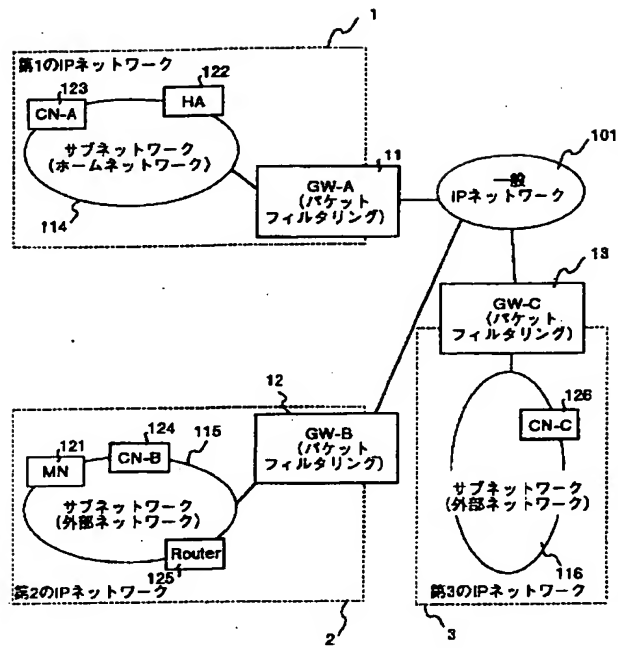 1
第1のIPネットワーク
123
122
CN-A
HA
サブネットワーク
(ホームネットワーク)
114
11
GW-A
(パケット
フィルタリング)
101
一般
IPネットワーク
13
GW-C
(パケット
フィルタリング)
12
GW-B
(パケット
フィルタリング)
121
MN
124
CN-B
115
サブネットワーク
(外部ネットワーク)
Router
125
第2のIPネットワーク
2
126
CN-C
サブネットワーク
(外部ネットワーク)
116
第3のIPネットワーク
3